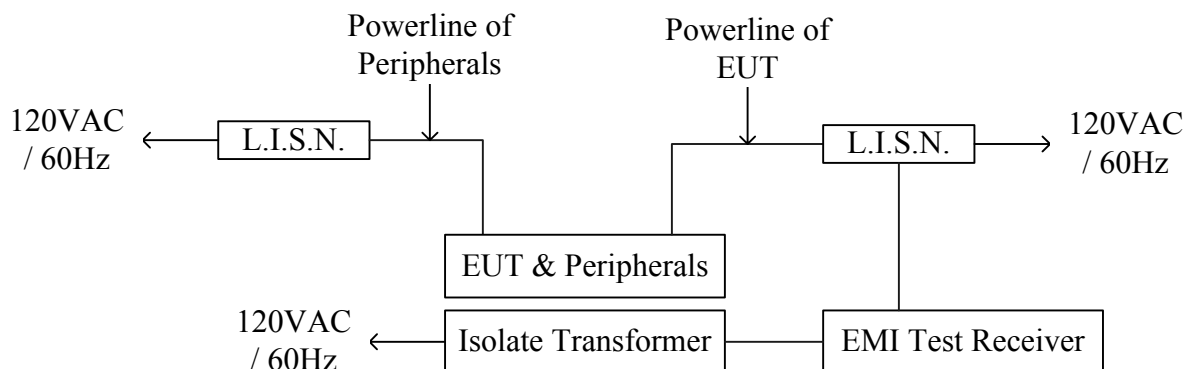 Powerline of
Peripherals
Powerline of
EUT
120VAC
/ 60Hz
L.I.S.N.
L.I.S.N.
120VAC
/ 60Hz
EUT & Peripherals
120VAC
/ 60Hz
Isolate Transformer
EMI Test Receiver